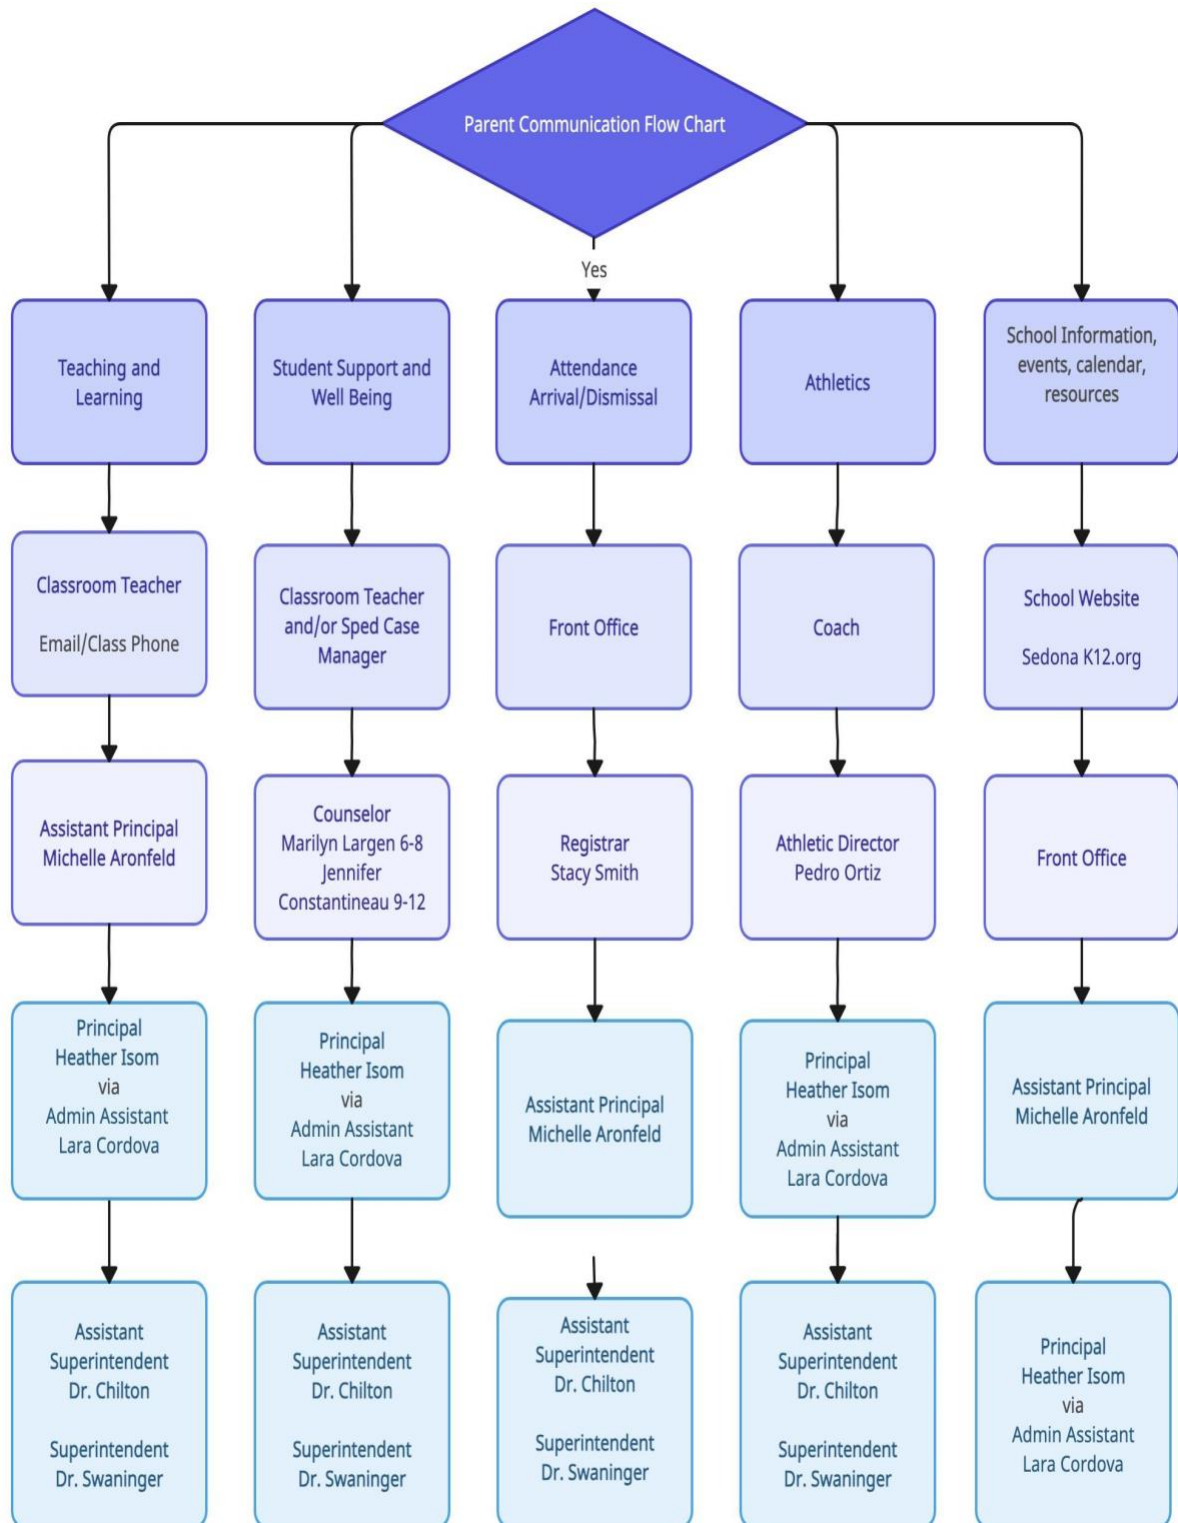 Parent Communication Flow Chart
Yes
Teaching and
Learning
Student Support and
Well Being
Attendance
Arrival/Dismissal
Athletics
School Information,
events, calendar,
resources
Classroom Teacher
Email/Class Phone
Classroom Teacher
and/or Sped Case
Manager
Front Office
Coach
School Website
Sedona K12.org
Assistant Principal
Michelle Aronfeld
Counselor
Marilyn Largen 6-8
Jennifer
Constantineau 9-12
Registrar
Stacy Smith
Athletic Director
Pedro Ortiz
Front Office
Principal
Heather Isom
via
Admin Assistant
Lara Cordova
Principal
Heather Isom
via
Admin Assistant
Lara Cordova
Assistant Principal
Michelle Aronfeld
Principal
Heather Isom
via
Admin Assistant
Lara Cordova
Assistant Principal
Michelle Aronfeld
Assistant
Superintendent
Dr. Chilton
Superintendent
Dr. Swaninger
Assistant
Superintendent
Dr. Chilton
Superintendent
Dr. Swaninger
Assistant
Superintendent
Dr. Chilton
Superintendent
Dr. Swaninger
Assistant
Superintendent
Dr. Chilton
Superintendent
Dr. Swaninger
Principal
Heather Isom
via
Admin Assistant
Lara Cordova